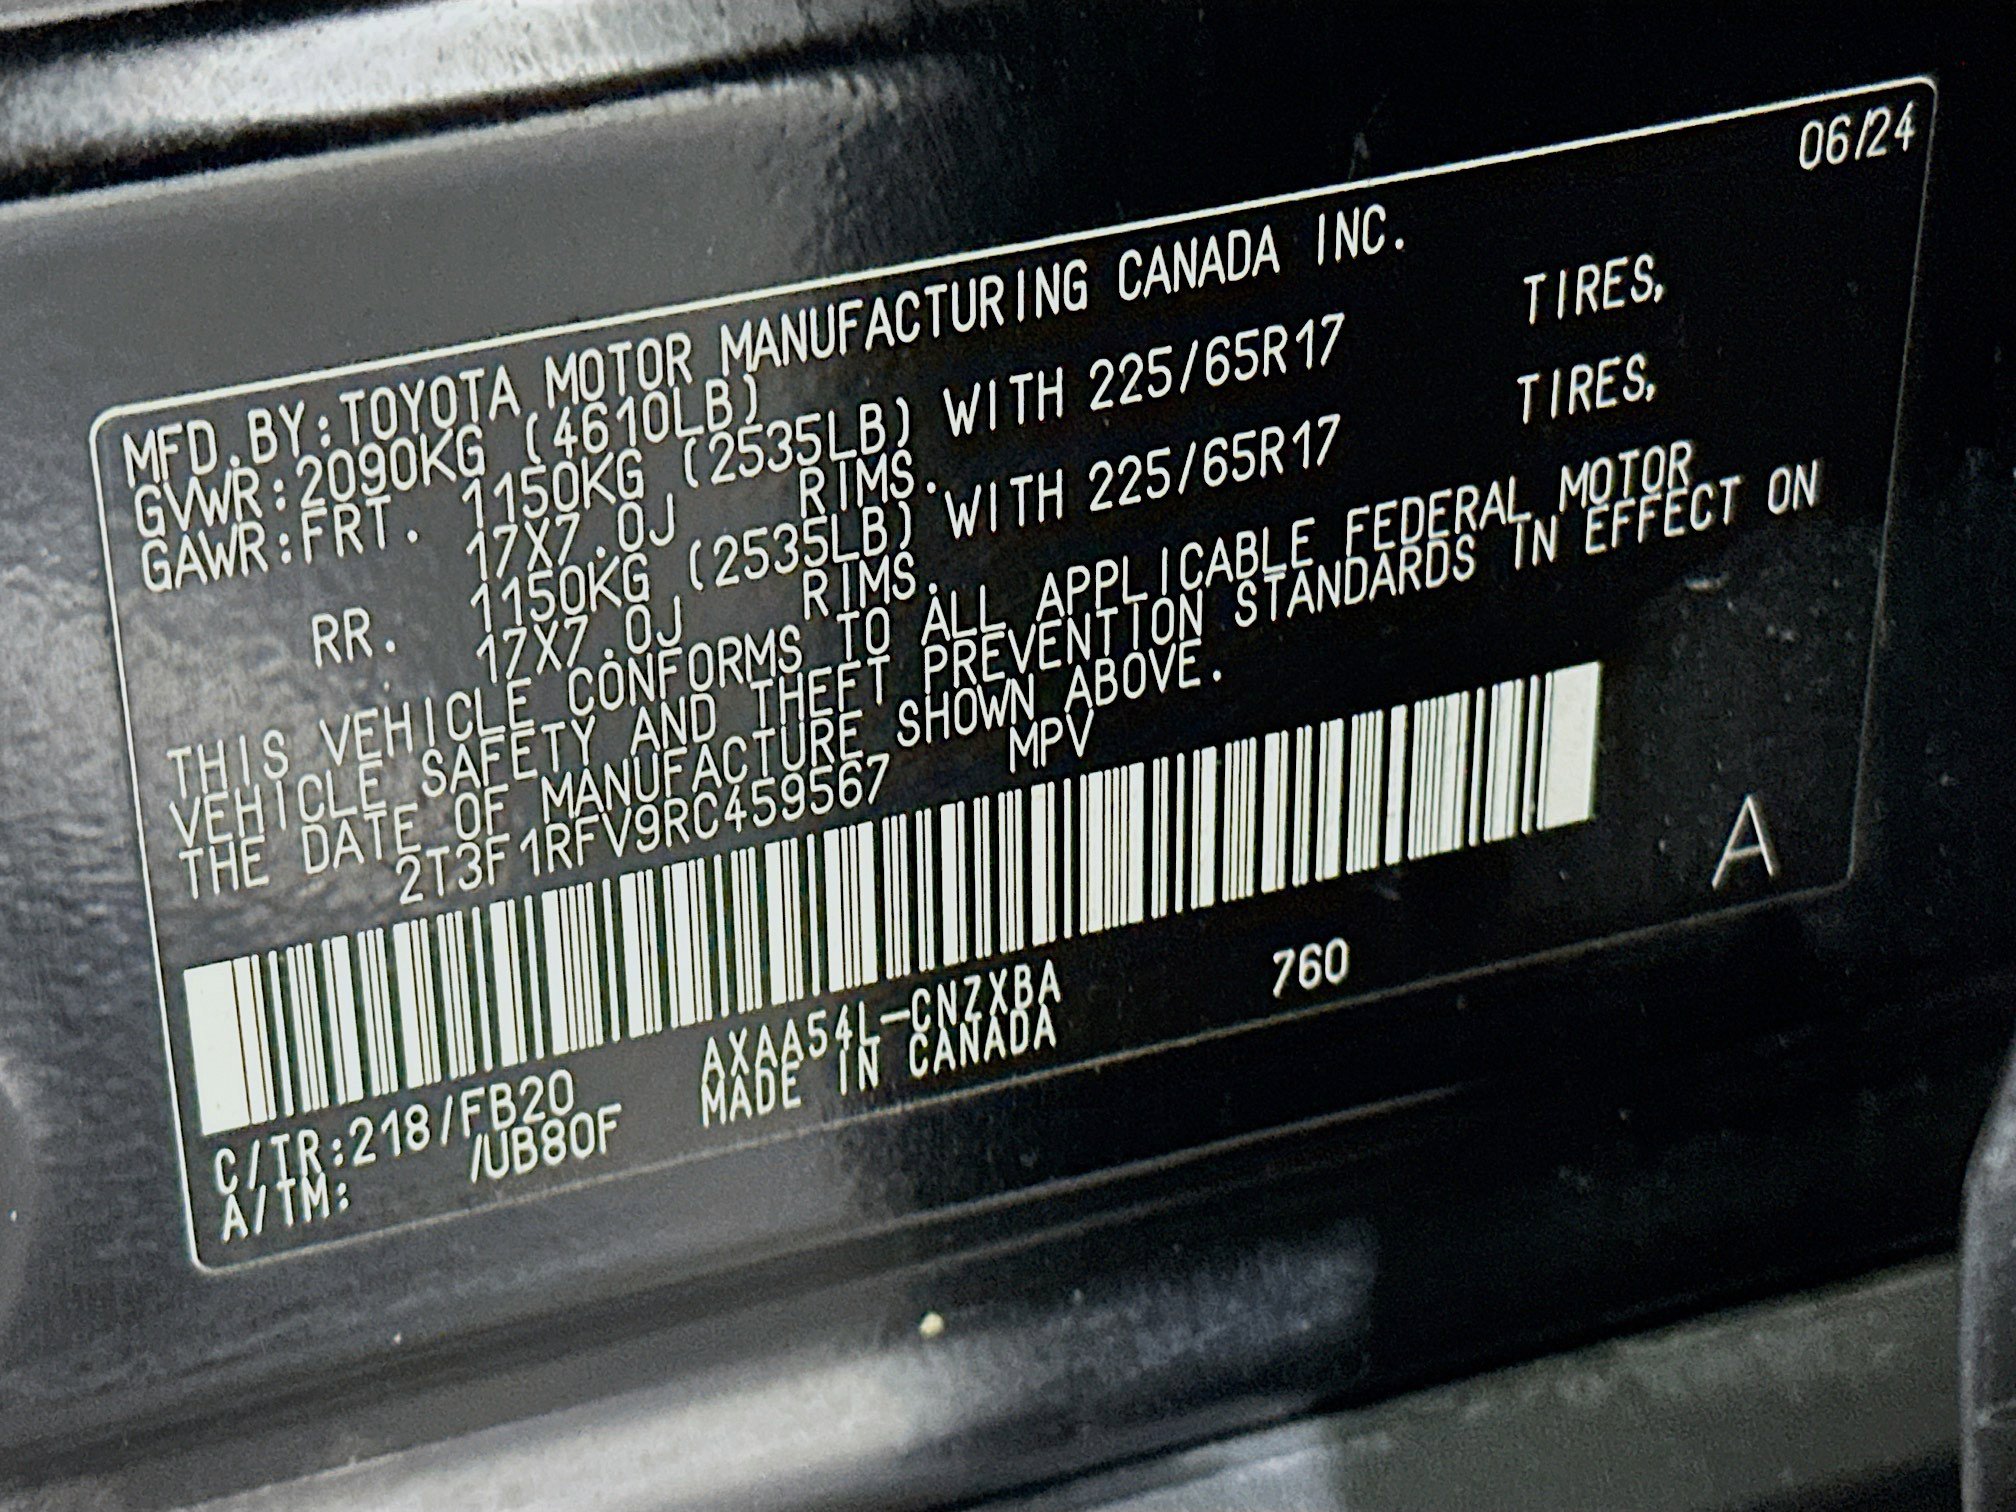 06/24
MFD.BY:TOYOTA MOTOR MANUFACTURING CANADA INC.
GVWR:2090KG (4610LB)
GAWR:FRT. 1150KG (2535LB) WITH 225/65R17 TIRES,
17X7.0J RIMS.
RR. 1150KG (2535LB) WITH 225/65R17 TIRES,
17X7.0J RIMS.
THIS VEHICLE CONFORMS TO ALL APPLICABLE FEDERAL MOTOR
VEHICLE SAFETY AND THEFT PREVENTION STANDARDS IN EFFECT ON
THE DATE OF MANUFACTURE SHOWN ABOVE.
2T3F1RFV9RC459567 MPV
A
C/TR:218/FB20 AXAA54L-CNZXBA 760
A/TM: /UB80F MADE IN CANADA